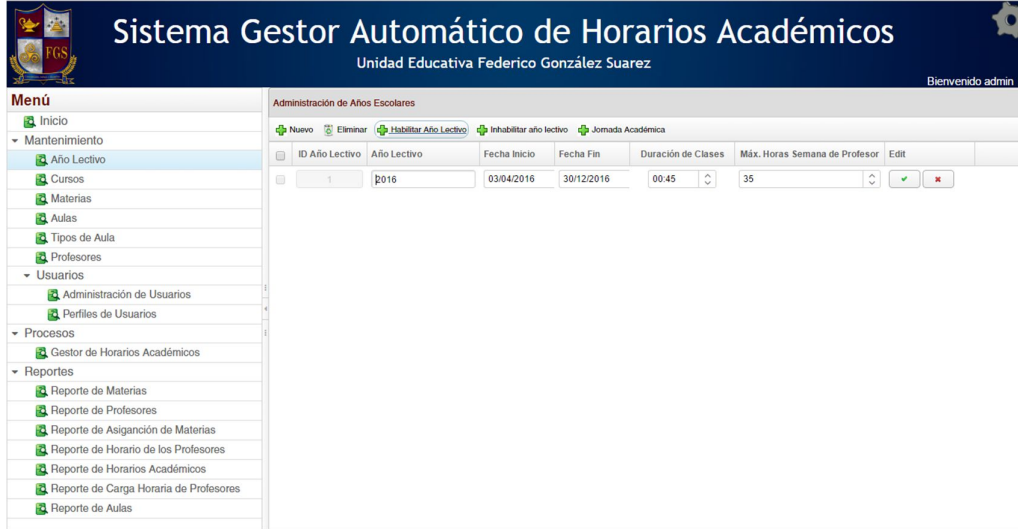 FGS
Sistema Gestor Automático de Horarios Académicos
Unidad Educativa Federico González Suarez
Bienvenido admin
Menú
Inicio
Mantenimiento
Año Lectivo
Cursos
Materias
Aulas
Tipos de Aula
Profesores
Usuarios
Administración de Usuarios
Perfiles de Usuarios
Procesos
Gestor de Horarios Académicos
Reportes
Reporte de Materias
Reporte de Profesores
Reporte de Asiganción de Materias
Reporte de Horario de los Profesores
Reporte de Horarios Académicos
Reporte de Carga Horaria de Profesores
Reporte de Aulas
Administración de Años Escolares
Nuevo Eliminar Habilitar Año Lectivo Inhabilitar año lectivo Jornada Académica
ID Año Lectivo Año Lectivo Fecha Inicio Fecha Fin Duración de Clases Máx. Horas Semana de Profesor Edit
1 2016 03/04/2016 30/12/2016 00:45 35